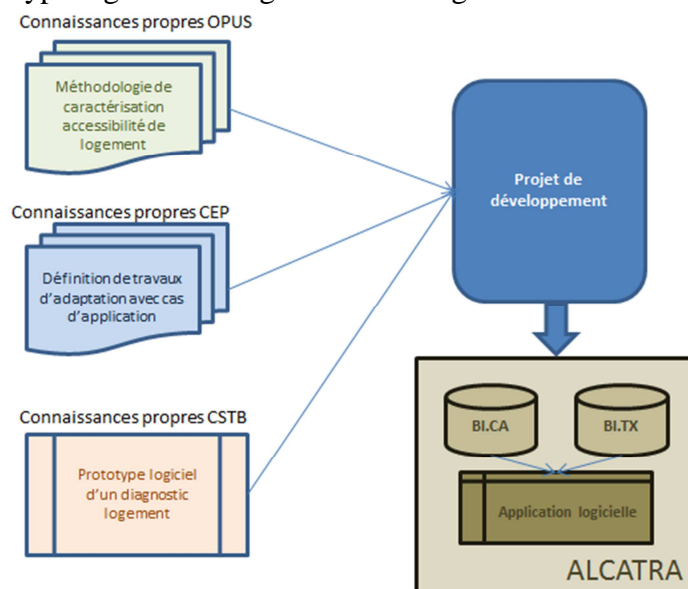 Connaissances propres OPUS
Méthodologie de
caractérisation
accessibilité de
logement
Projet de
développement
Connaissances propres CEP
Définition de travaux
d'adaptation avec cas
d'application
BI.CA
BI.TX
Connaissances propres CSTB
Prototype logiciel
d'un diagnostic
logement
Application logicielle
ALCATRA